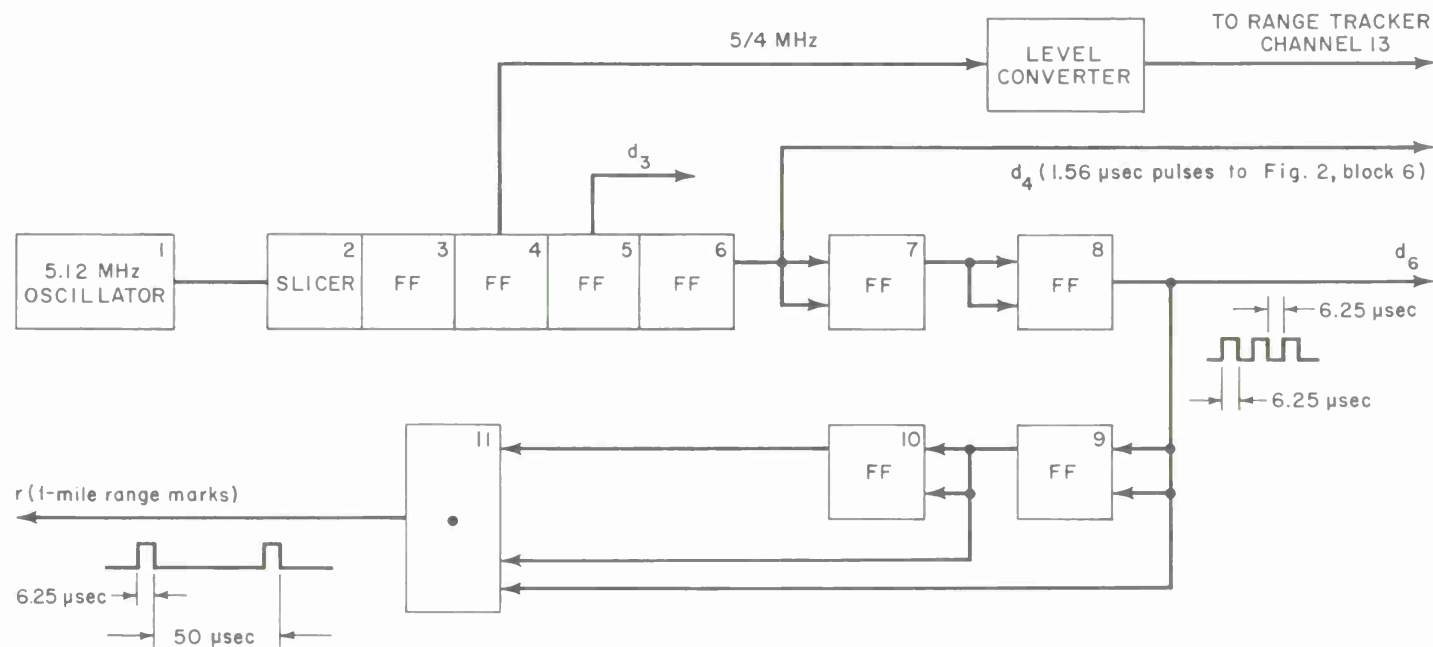 5/4 MHz
LEVEL
CONVERTER
TO RANGE TRACKER
CHANNEL 13
d3
d4 (1.56 µsec pulses to Fig. 2, block 6)
1
5.12 MHz
OSCILLATOR
2
SLICER
3
FF
4
FF
5
FF
6
FF
7
FF
8
FF
d6
6.25 µsec
6.25 µsec
11
•
10
FF
9
FF
r (1-mile range marks)
6.25 µsec
50 µsec